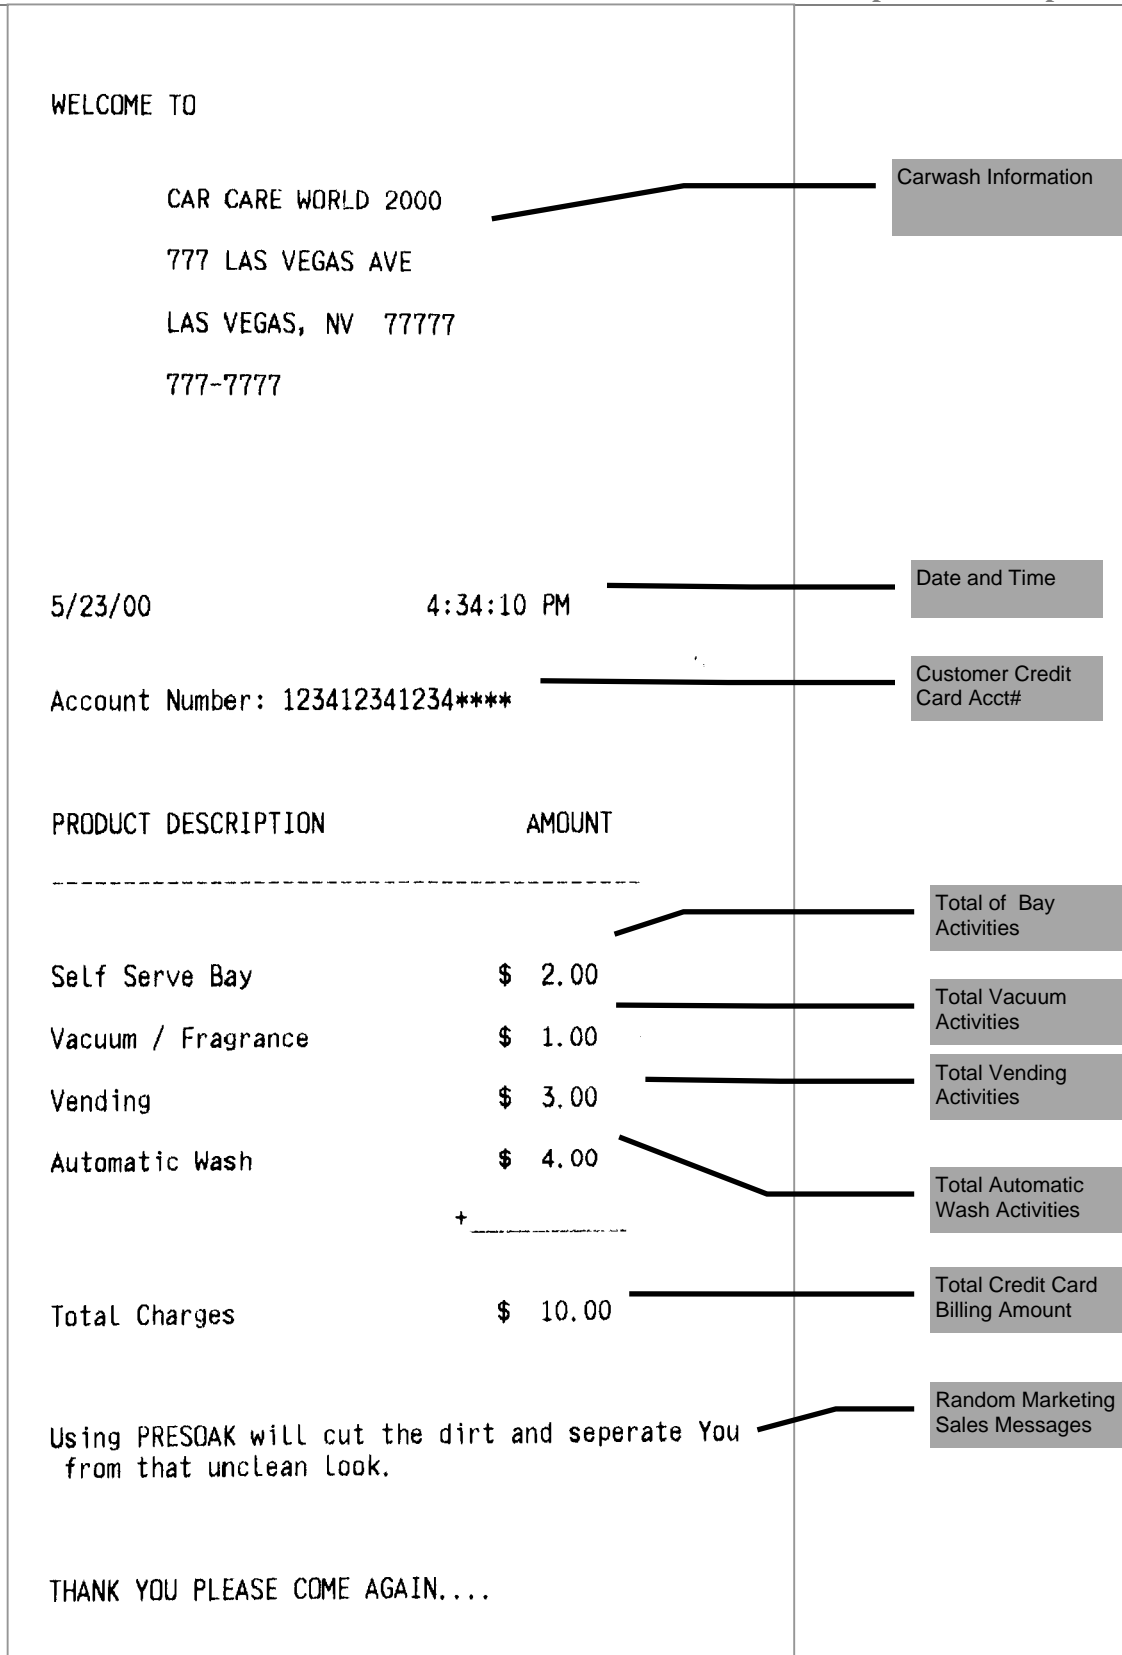 WELCOME TO
CAR CARE WORLD 2000
Carwash Information
777 LAS VEGAS AVE
LAS VEGAS, NV 77777
777-7777
Date and Time
5/23/00 4:34:10 PM
Customer Credit
Card Acct#
Account Number: 123412341234****
PRODUCT DESCRIPTION AMOUNT
----------------------------------------
Total of Bay
Activities
Self Serve Bay $ 2.00
Total Vacuum
Activities
Vacuum / Fragrance $ 1.00
Total Vending
Activities
Vending $ 3.00
Automatic Wash $ 4.00
Total Automatic
Wash Activities
+___________
Total Credit Card
Billing Amount
Total Charges $ 10.00
Random Marketing
Sales Messages
Using PRESOAK will cut the dirt and seperate You
from that unclean look.
THANK YOU PLEASE COME AGAIN....